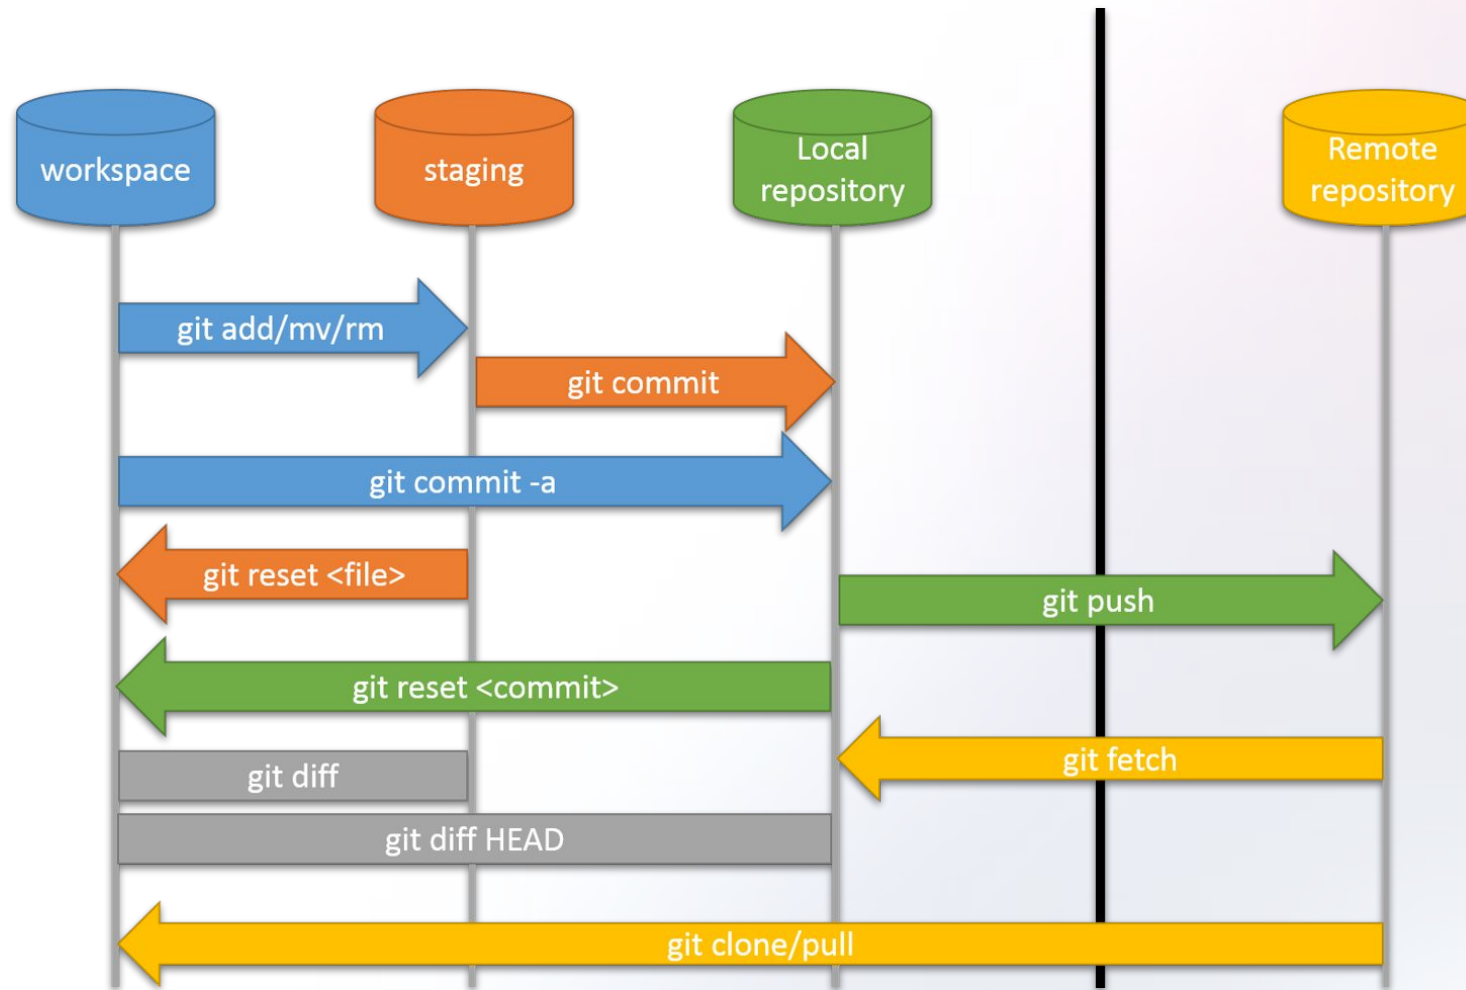 workspace
staging
Local
repository
Remote
repository
git add/mv/rm
git commit
git commit -a
git reset <file>
git push
git reset <commit>
git fetch
git diff
git diff HEAD
git clone/pull